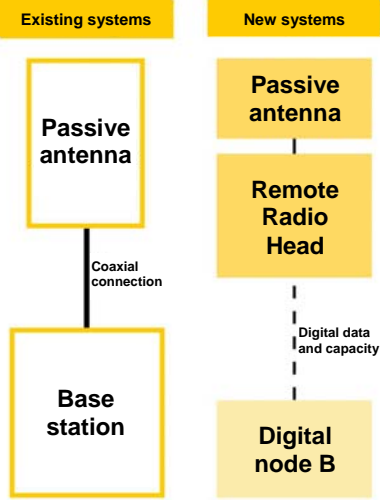 Existing systems
New systems
Passive
antenna
Coaxial
connection
Base
station
Passive
antenna
Remote
Radio
Head
Digital data
and capacity
Digital
node B